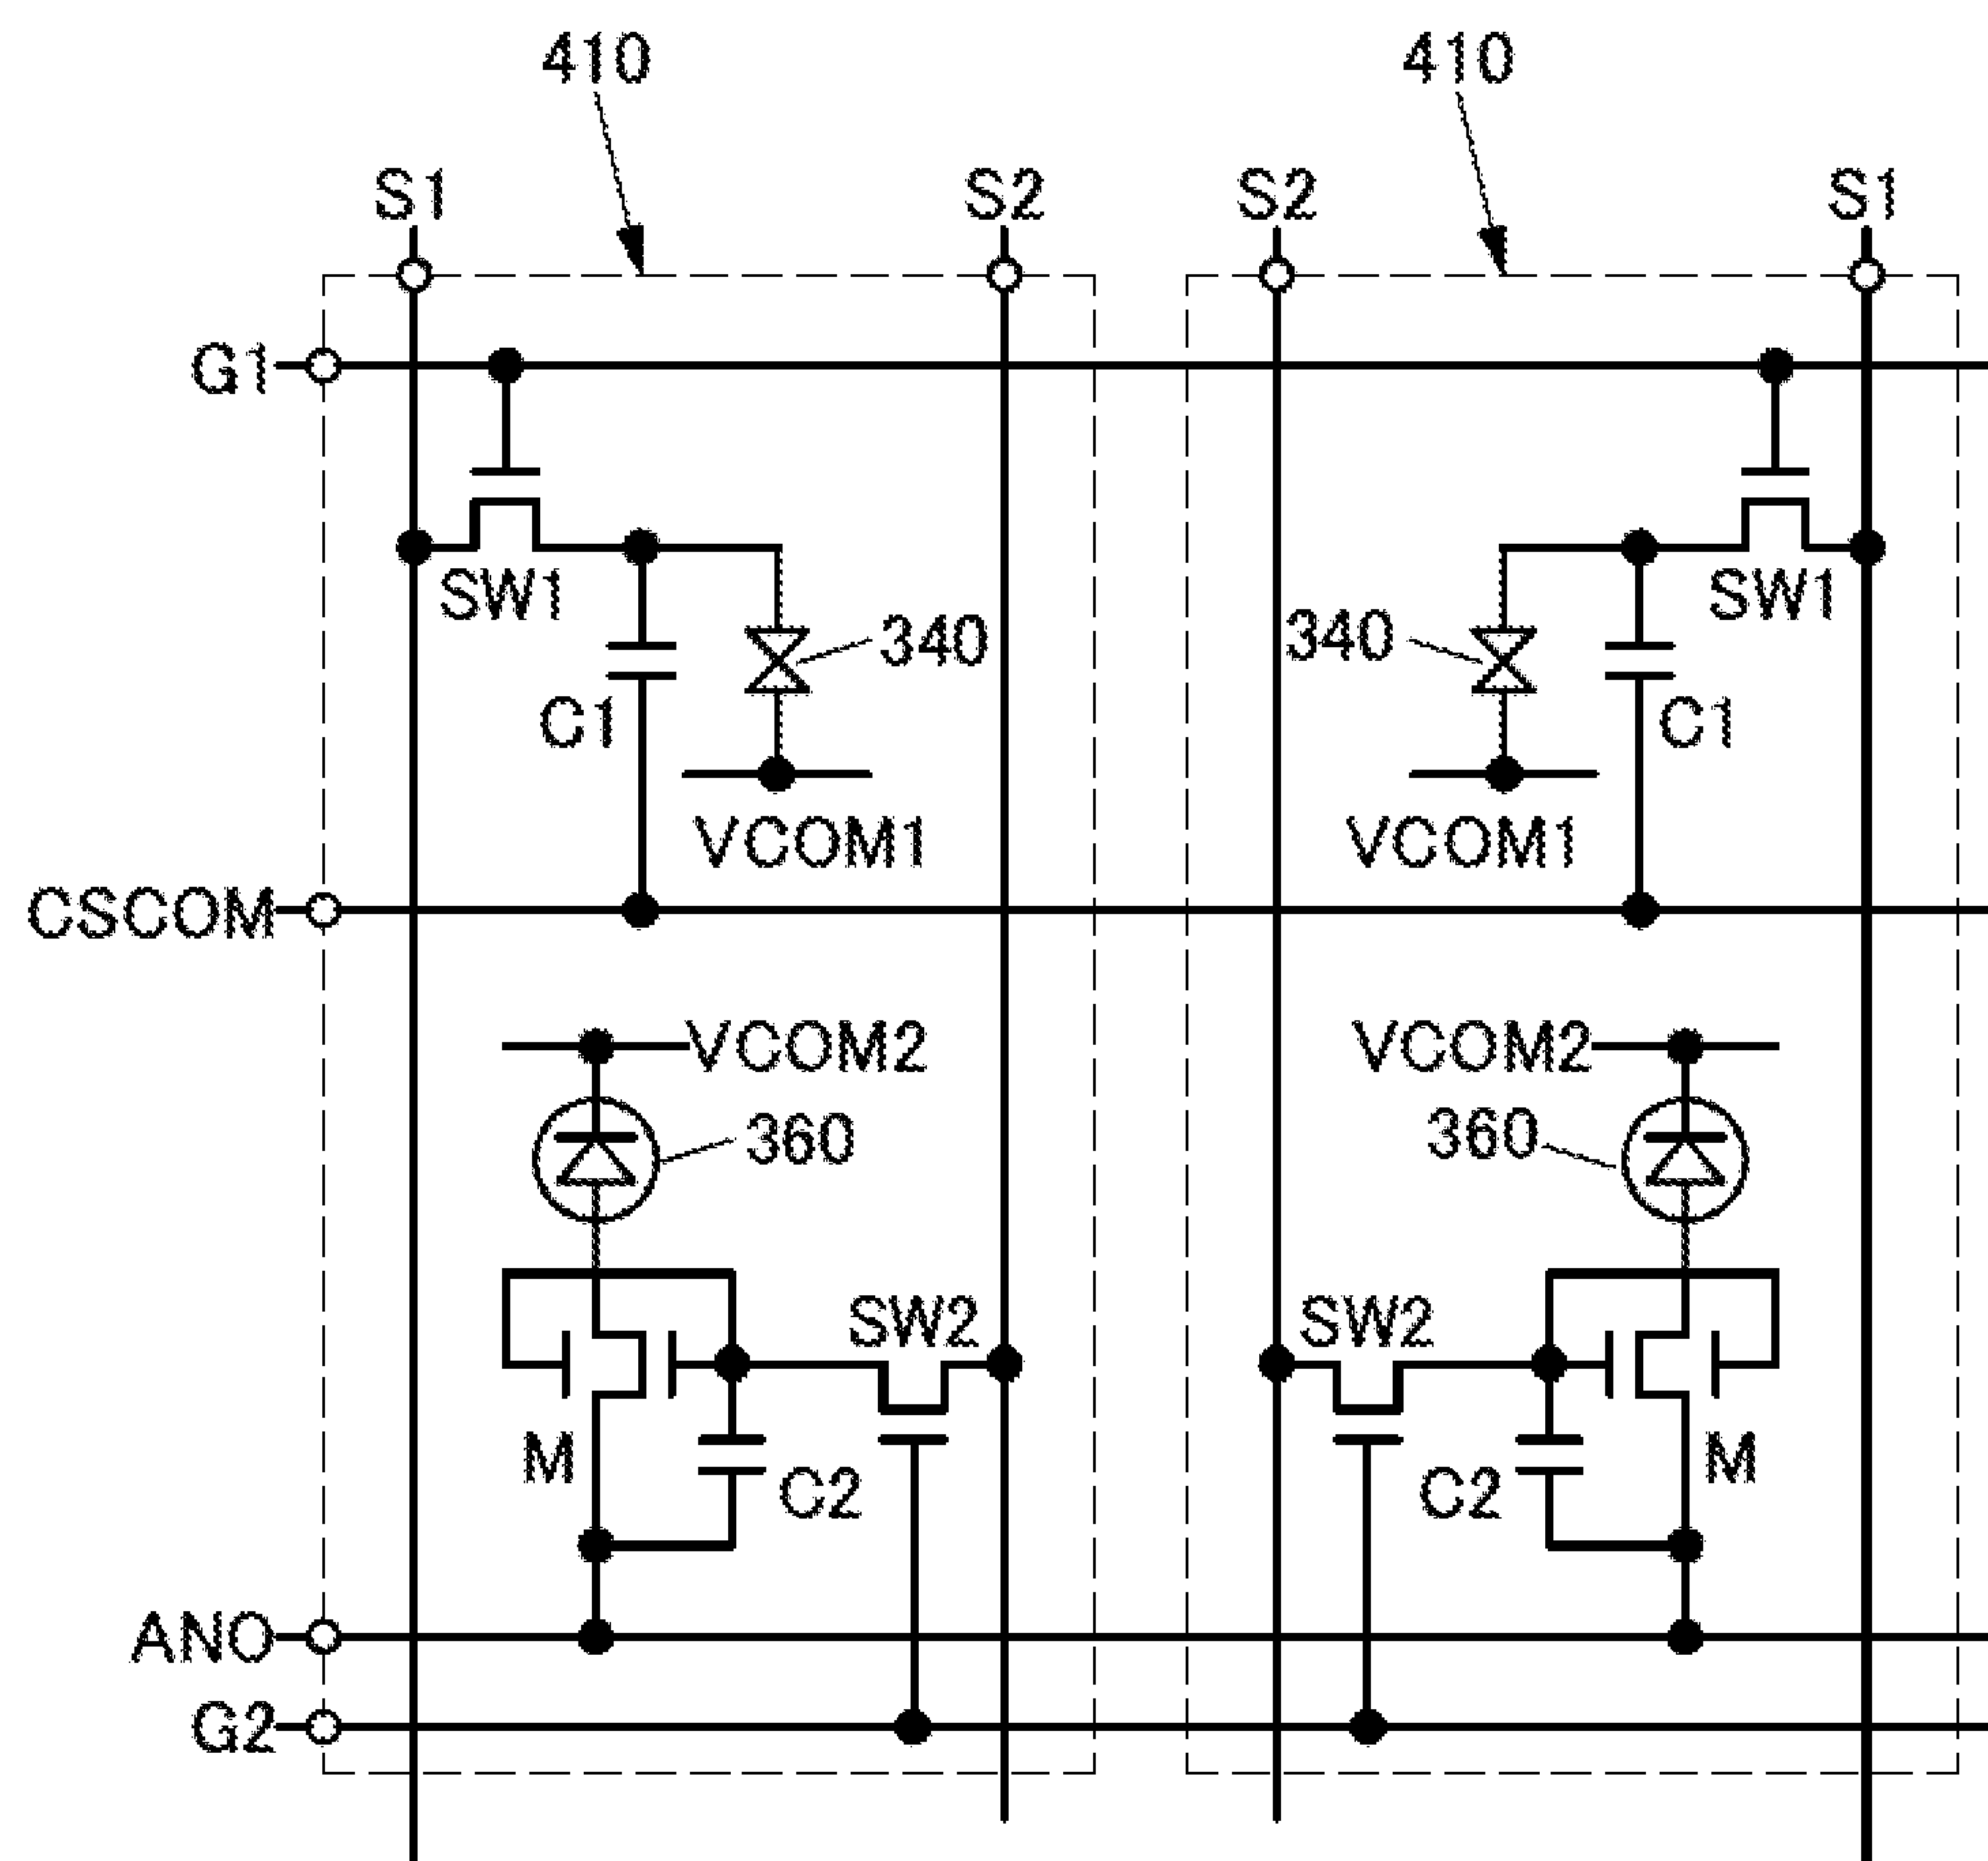 410 410
S1 S2 S2 S1
G1
SW1 SW1
340 340
C1 C1
VCOM1 VCOM1
CSCOM
VCOM2 VCOM2
360 360
SW2 SW2
M M
C2 C2
ANO
G2